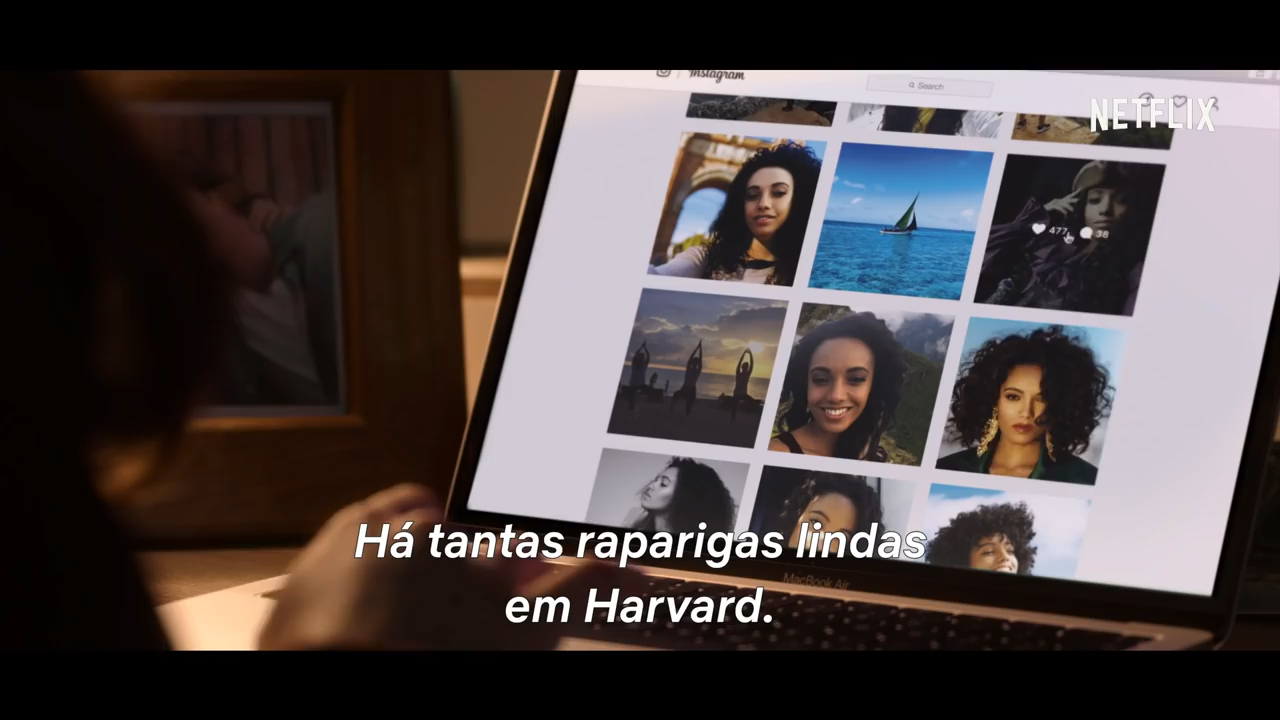 Instagram
Search
NETFLIX
477 38
Há tantas raparigas lindas
em Harvard.
MacBook Air